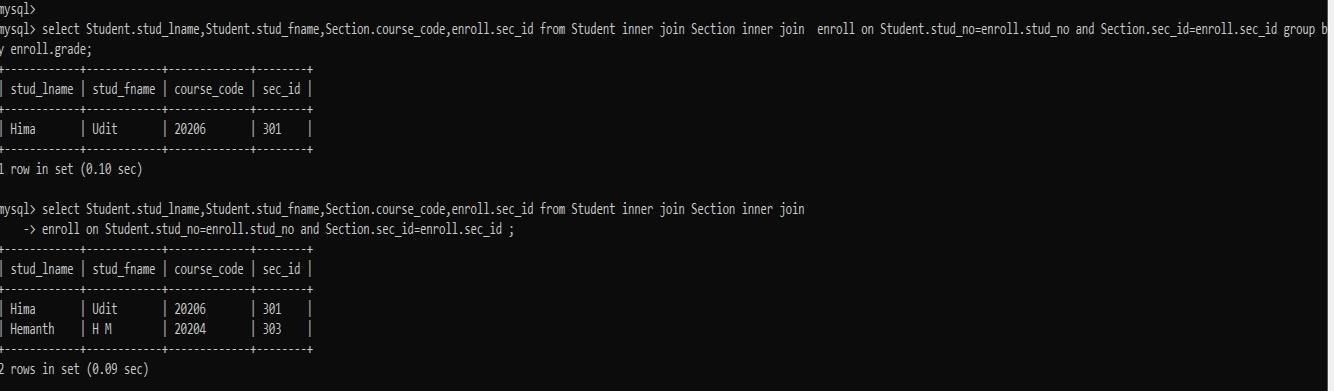 mysql>
mysql> select Student.stud_lname,Student.stud_fname,Section.course_code,enroll.sec_id from Student inner join Section inner join  enroll on Student.stud_no=enroll.stud_no and Section.sec_id=enroll.sec_id group b
y enroll.grade;
+------------+------------+-------------+--------+
| stud_lname | stud_fname | course_code | sec_id |
+------------+------------+-------------+--------+
| Hima       | Udit       | 20206       | 301    |
+------------+------------+-------------+--------+
1 row in set (0.10 sec)
mysql> select Student.stud_lname,Student.stud_fname,Section.course_code,enroll.sec_id from Student inner join Section inner join
    -> enroll on Student.stud_no=enroll.stud_no and Section.sec_id=enroll.sec_id ;
+------------+------------+-------------+--------+
| stud_lname | stud_fname | course_code | sec_id |
+------------+------------+-------------+--------+
| Hima       | Udit       | 20206       | 301    |
| Hemanth    | H M        | 20204       | 303    |
+------------+------------+-------------+--------+
2 rows in set (0.09 sec)